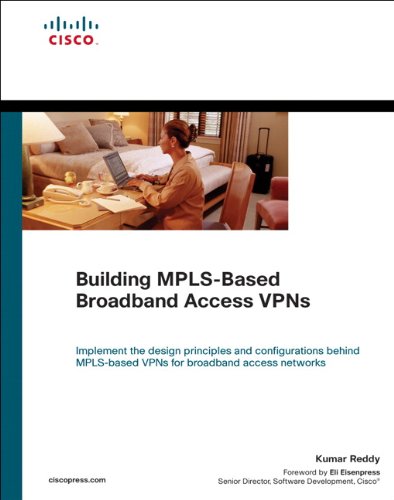 CISCO
Building MPLS-Based
Broadband Access VPNs
Implement the design principles and configurations behind
MPLS-based VPNs for broadband access networks
Kumar Reddy
Foreword by Eli Eisenpress
ciscopress.com
Senior Director, Software Development, Cisco®